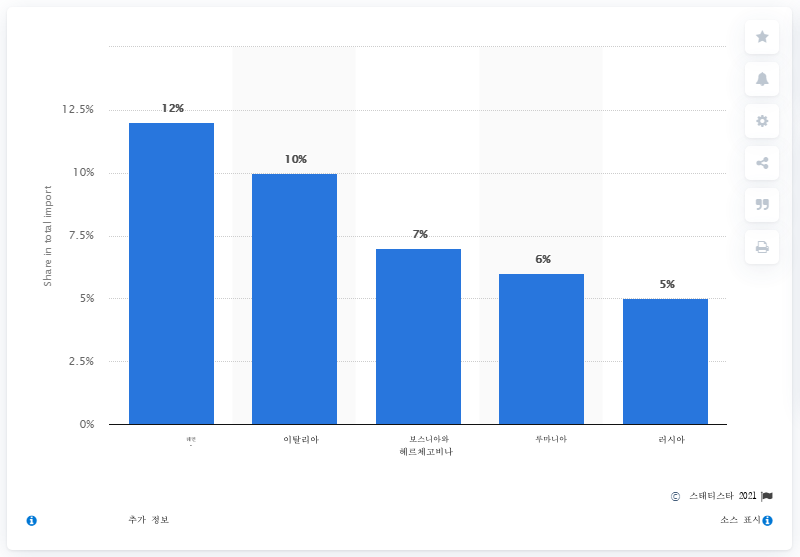 12.5%
10%
7.5%
5%
2.5%
0%
Share in total import
12%
10%
7%
6%
5%
이탈리아
보스니아와
헤르체고비나
루마니아
러시아
© 스태티스타 2021
추가 정보
소스 표시